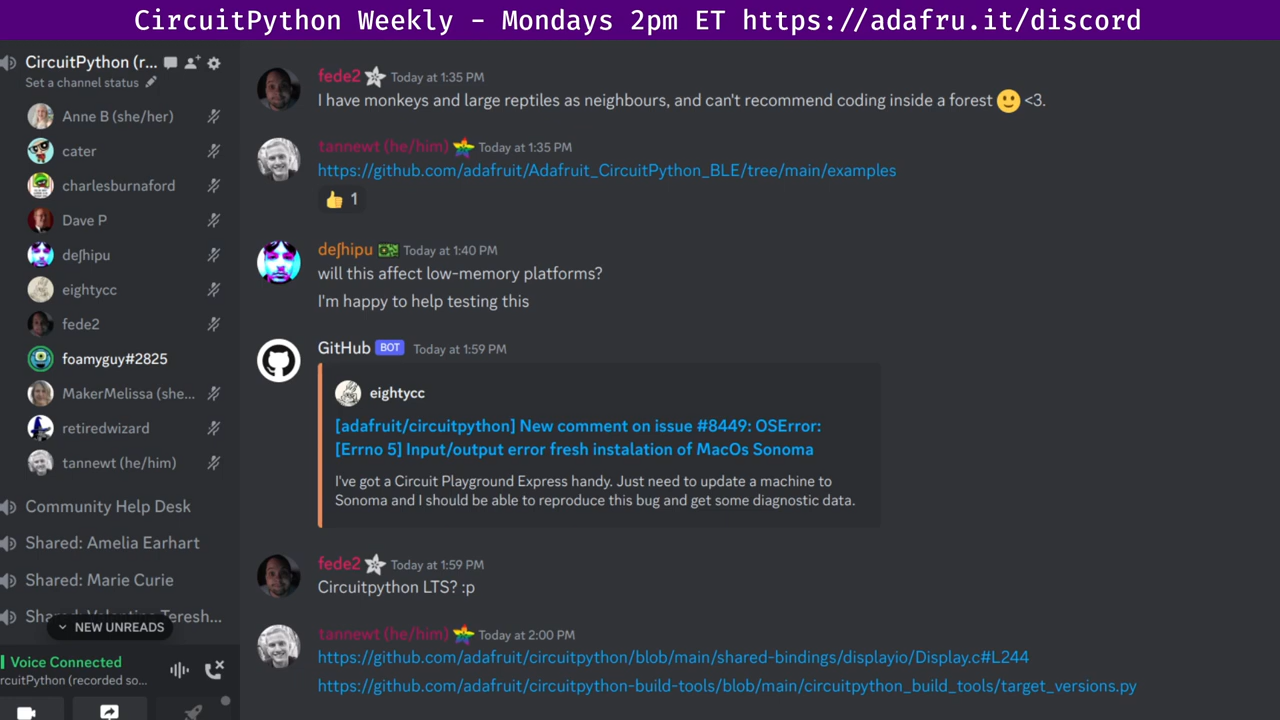 CircuitPython Weekly - Mondays 2pm ET https://adafru.it/discord
CircuitPython (r...
Set a channel status
Anne B (she/her)
cater
charlesburnaford
Dave P
deʃhipu
eightycc
fede2
foamyguy#2825
MakerMelissa (she...
retiredwizard
tannewt (he/him)
Community Help Desk
Shared: Amelia Earhart
Shared: Marie Curie
NEW UNREADS
Voice Connected
rcuitPython (recorded so...
fede2 Today at 1:35 PM
I have monkeys and large reptiles as neighbours, and can't recommend coding inside a forest 🙂 <3.
tannewt (he/him) Today at 1:35 PM
https://github.com/adafruit/Adafruit_CircuitPython_BLE/tree/main/examples
👍 1
deʃhipu Today at 1:40 PM
will this affect low-memory platforms?
I'm happy to help testing this
GitHub BOT Today at 1:59 PM
eightycc
[adafruit/circuitpython] New comment on issue #8449: OSError:
[Errno 5] Input/output error fresh instalation of MacOs Sonoma
I've got a Circuit Playground Express handy. Just need to update a machine to
Sonoma and I should be able to reproduce this bug and get some diagnostic data.
fede2 Today at 1:59 PM
Circuitpython LTS? :p
tannewt (he/him) Today at 2:00 PM
https://github.com/adafruit/circuitpython/blob/main/shared-bindings/displayio/Display.c#L244
https://github.com/adafruit/circuitpython-build-tools/blob/main/circuitpython_build_tools/target_versions.py